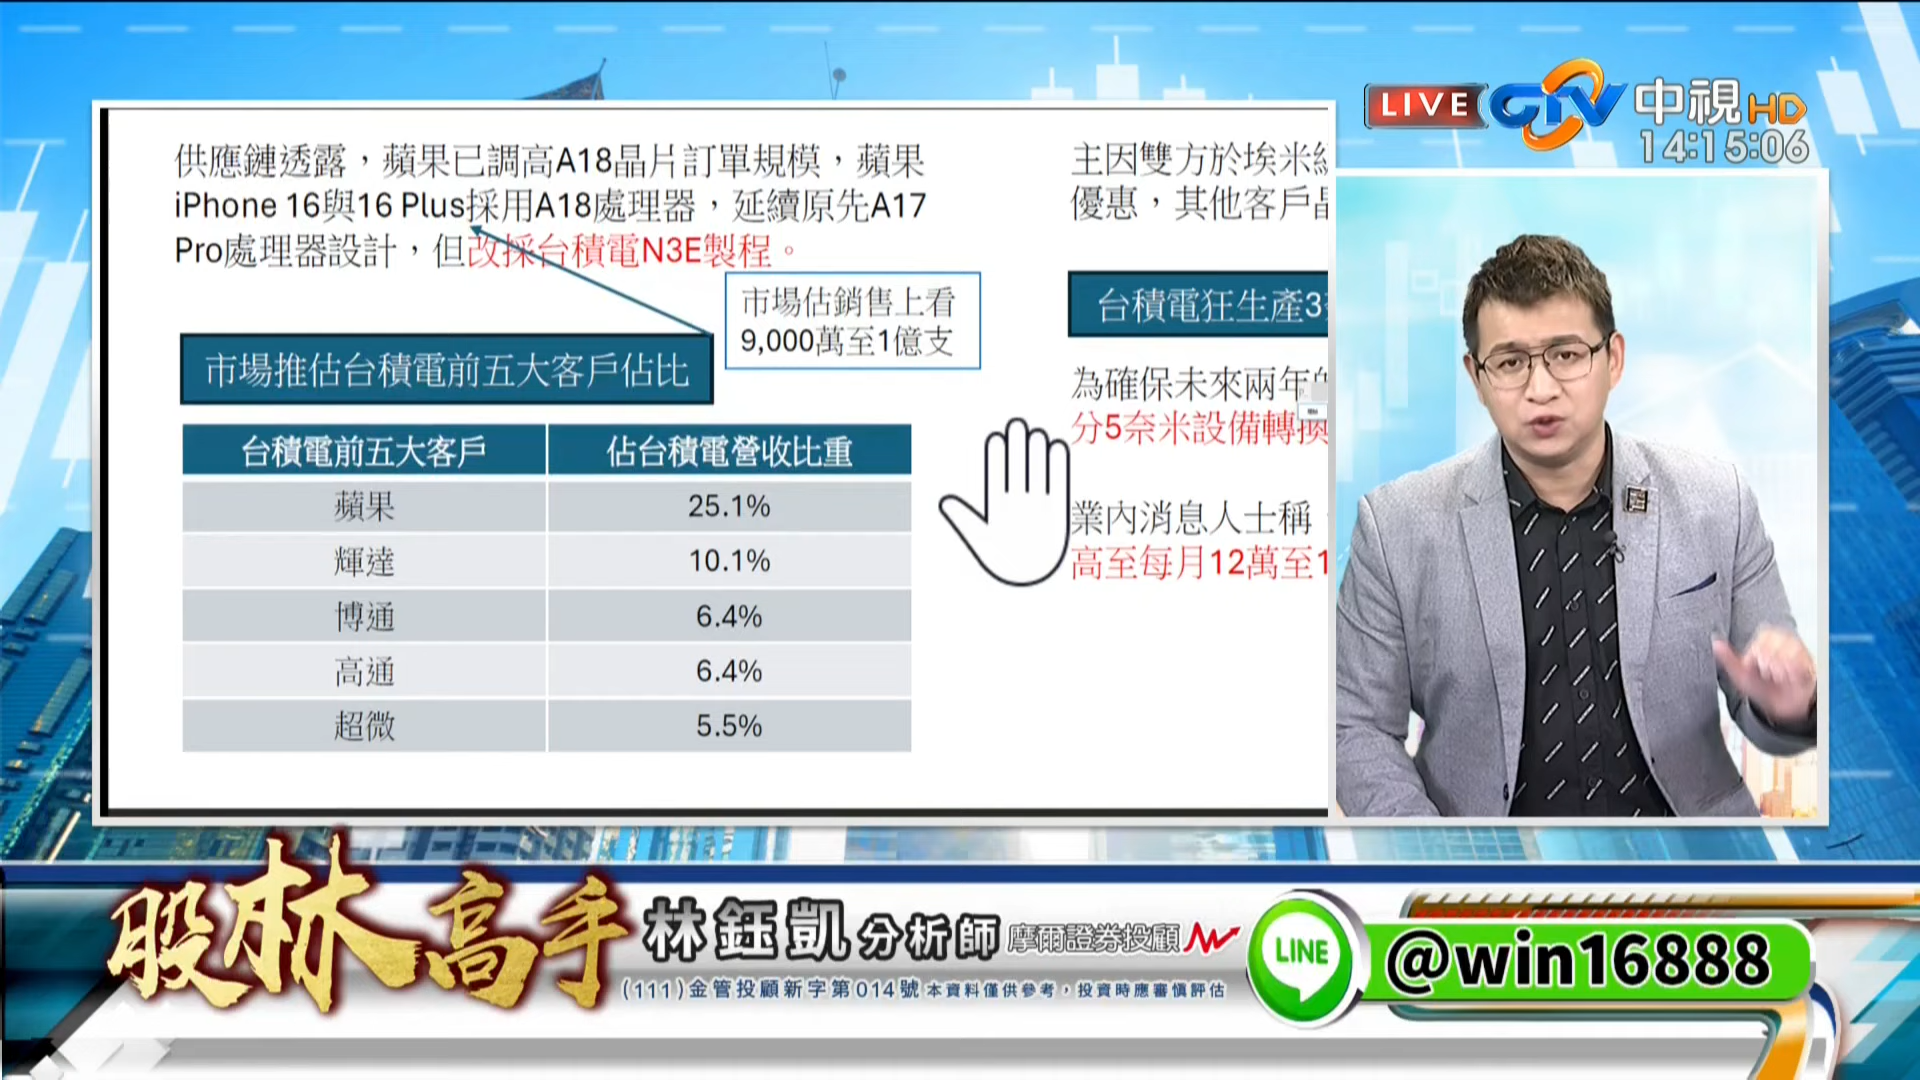 LIVE CTV 中視 HD
14:15:06
供應鏈透露，蘋果已調高A18晶片訂單規模，蘋果
iPhone 16與16 Plus採用A18處理器，延續原先A17
Pro處理器設計，但改採台積電N3E製程。
市場估銷售上看
9,000萬至1億支
市場推估台積電前五大客戶佔比
台積電前五大客戶 佔台積電營收比重
蘋果 25.1%
輝達 10.1%
博通 6.4%
高通 6.4%
超微 5.5%
主因雙方於埃米
優惠，其他客戶
台積電狂生產3
為確保未來兩年
分5奈米設備轉換
業內消息人士稱，
高至每月12萬至1
股林高手
林鈺凱 分析師 摩爾證券投顧
(111)金管投顧新字第014號 本資料僅供參考，投資時應審慎評估
LINE
@win16888